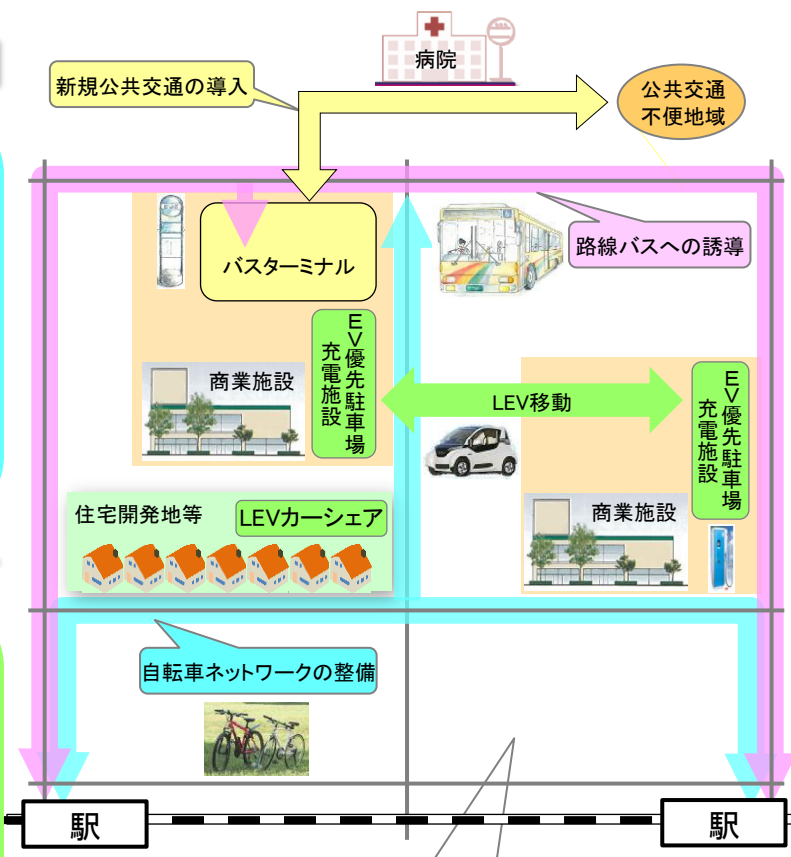 病院
新規公共交通の導入
公共交通
不便地域
路線バスへの誘導
バスターミナル
EV優先駐車場
充電施設
商業施設
LEV移動
EV優先駐車場
充電施設
住宅開発地等
LEVカーシェア
商業施設
自転車ネットワークの整備
駅
駅